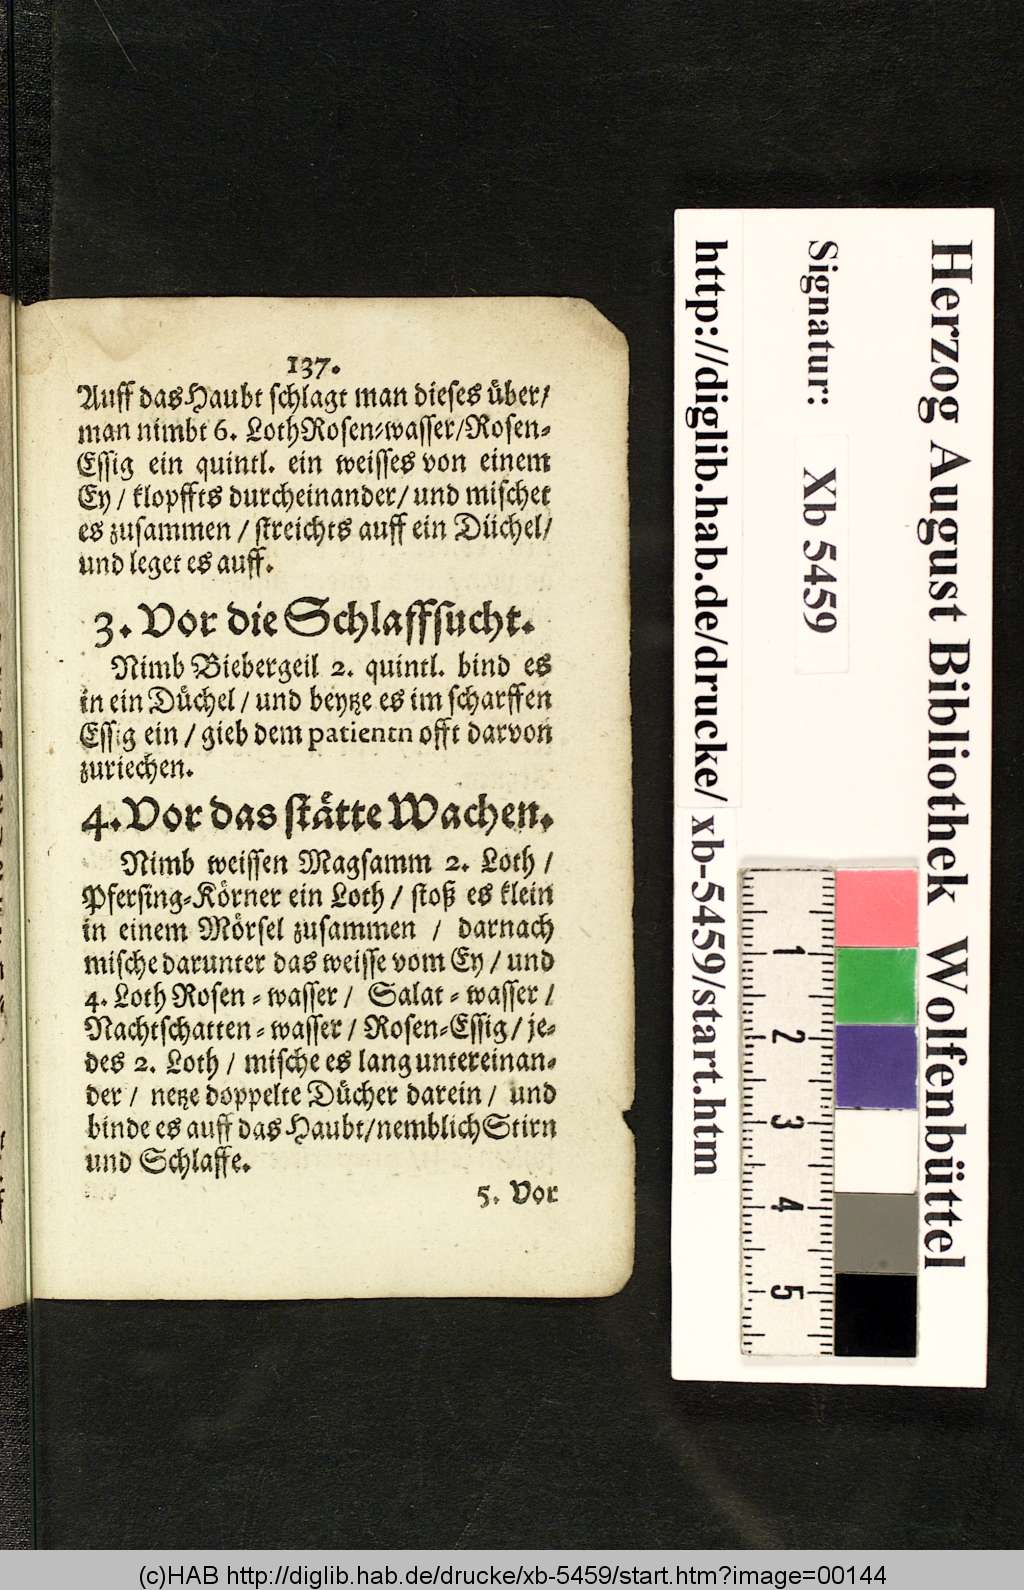 137.
Auff das Haubt schlagt man dieses über/
man nimbt 6. Loth Rosen-wasser/Rosen-
Essig ein quintl. ein weisses von einem
Ey/ klopffts durcheinander/ und mischet
es zusammen / streichts auff ein Düchel/
und leget es auff.
3. Vor die Schlaffsucht.
Nimb Biebergeil 2. quintl. bind es
in ein Düchel / und beytze es im scharffen
Essig ein / gieb dem patientn offt darvon
zuriechen.
4. Vor das stätte Wachen.
Nimb weissen Magsamm 2. Loth /
Pfersing-Körner ein Loth / stoß es klein
in einem Mörsel zusammen / darnach
mische darunter das weisse vom Ey / und
4. Loth Rosen-wasser / Salat-wasser /
Nachtschatten-wasser / Rosen-Essig/ je-
des 2. Loth / mische es lang untereinan-
der / netze doppelte Dücher darein / und
binde es auff das Haubt/nemblich Stirn
und Schlaffe.
5. Vor
Herzog August Bibliothek Wolfenbüttel
Signatur: Xb 5459
http://diglib.hab.de/drucke/ xb-5459/start.htm
1
2
3
4
5
(c)HAB http://diglib.hab.de/drucke/xb-5459/start.htm?image=00144